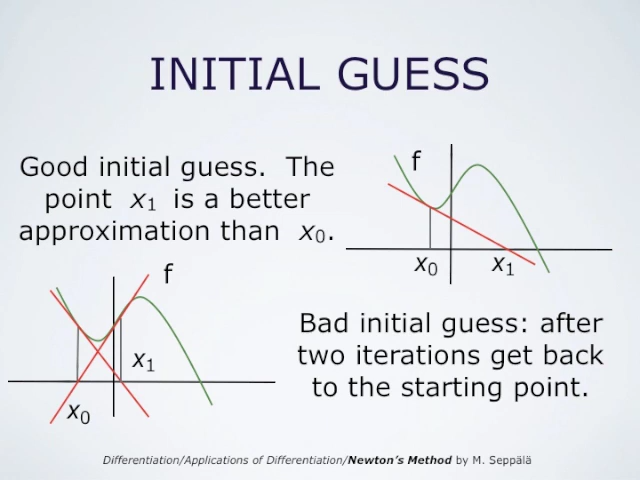 INITIAL GUESS
Good initial guess. The
point x₁ is a better
approximation than x₀.
f
x₀ x₁
f
x₁
x₀
Bad initial guess: after
two iterations get back
to the starting point.
Differentiation/Applications of Differentiation/Newton's Method by M. Seppälä